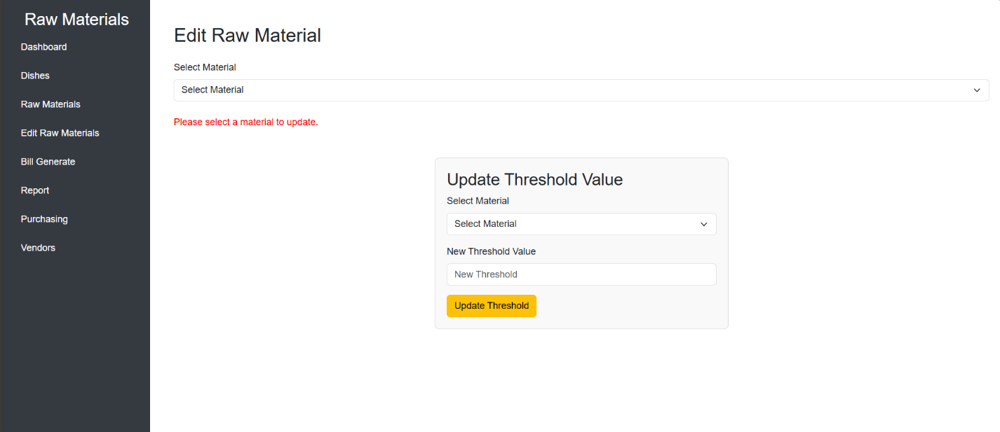 Raw Materials
Dashboard
Dishes
Raw Materials
Edit Raw Materials
Bill Generate
Report
Purchasing
Vendors
Edit Raw Material
Select Material
Select Material
Please select a material to update.
Update Threshold Value
Select Material
Select Material
New Threshold Value
New Threshold
Update Threshold